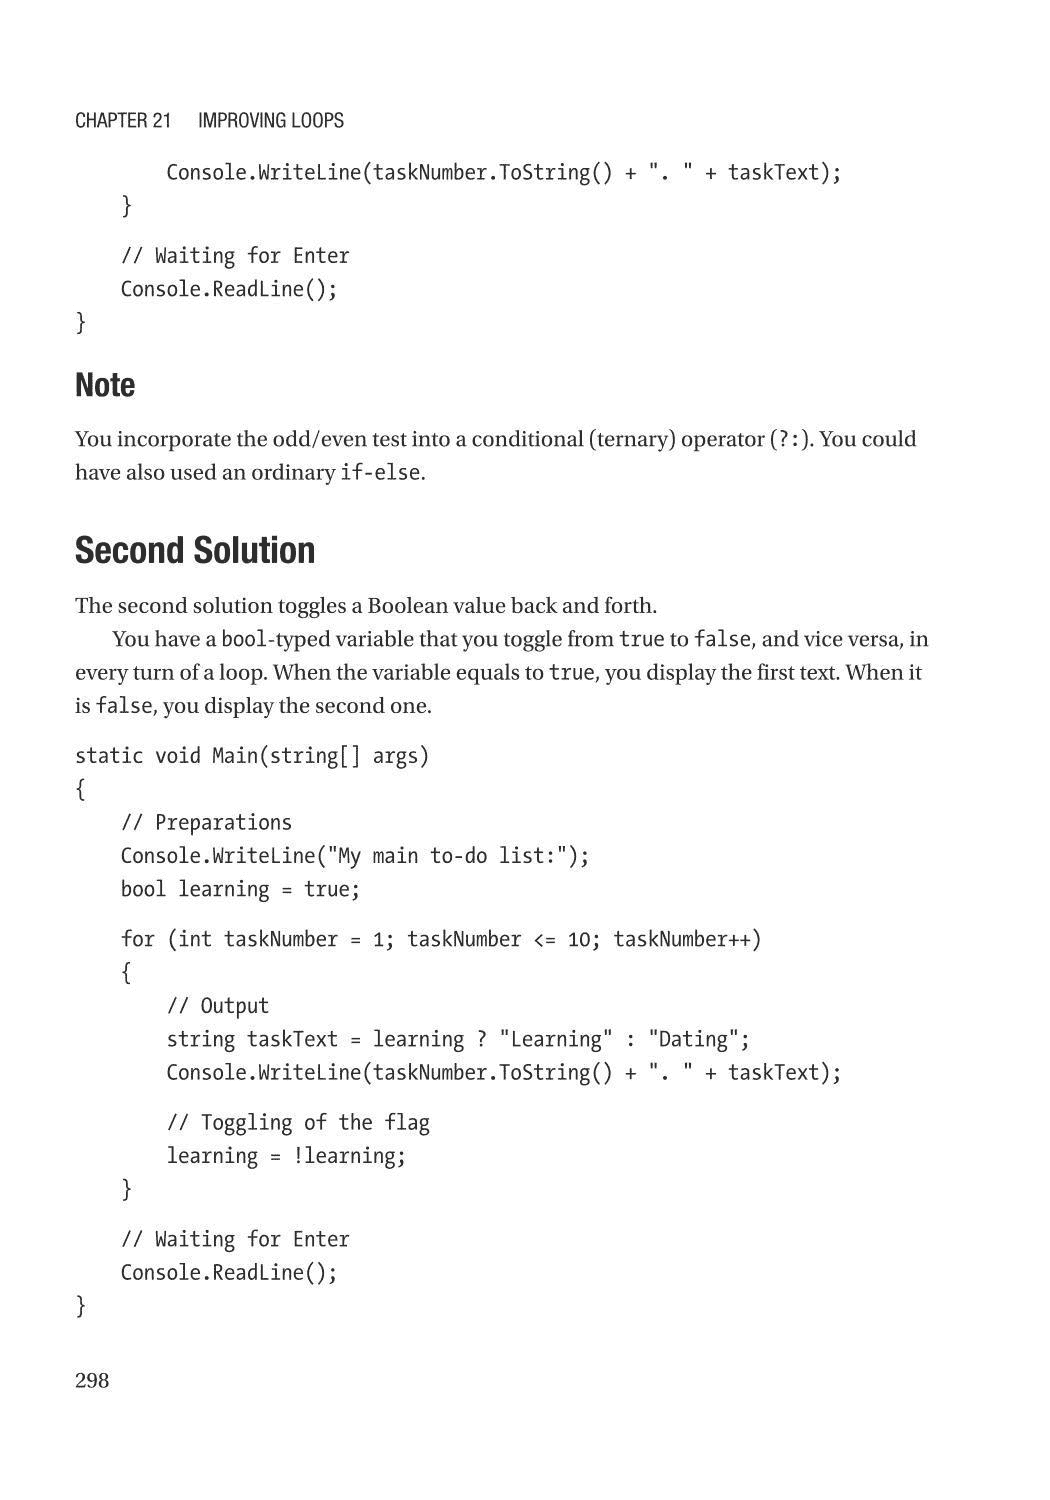 CHAPTER 21 IMPROVING LOOPS
Console.WriteLine(taskNumber.ToString() + ". " + taskText);
}
// Waiting for Enter
Console.ReadLine();
}
Note
You incorporate the odd/even test into a conditional (ternary) operator (?:). You could
have also used an ordinary if-else.
Second Solution
The second solution toggles a Boolean value back and forth.
You have a bool-typed variable that you toggle from true to false, and vice versa, in
every turn of a loop. When the variable equals to true, you display the first text. When it
is false, you display the second one.
static void Main(string[] args)
{
// Preparations
Console.WriteLine("My main to-do list:");
bool learning = true;
for (int taskNumber = 1; taskNumber <= 10; taskNumber++)
{
// Output
string taskText = learning ? "Learning" : "Dating";
Console.WriteLine(taskNumber.ToString() + ". " + taskText);
// Toggling of the flag
learning = !learning;
}
// Waiting for Enter
Console.ReadLine();
}
298